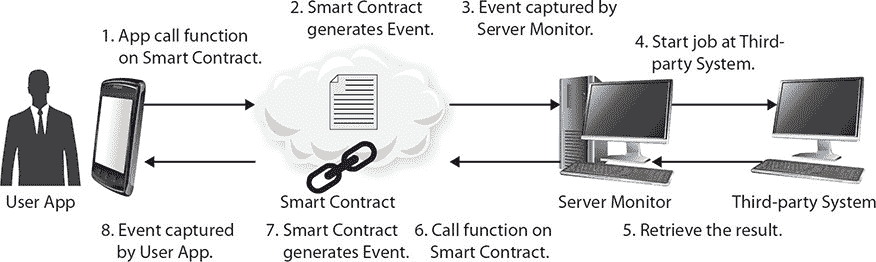 1. App call function
on Smart Contract.
2. Smart Contract
generates Event.
3. Event captured by
Server Monitor.
4. Start job at Third-
party System.
User App
Smart Contract
Server Monitor
Third-party System
8. Event captured
by User App.
7. Smart Contract
generates Event.
6. Call function on
Smart Contract.
5. Retrieve the result.